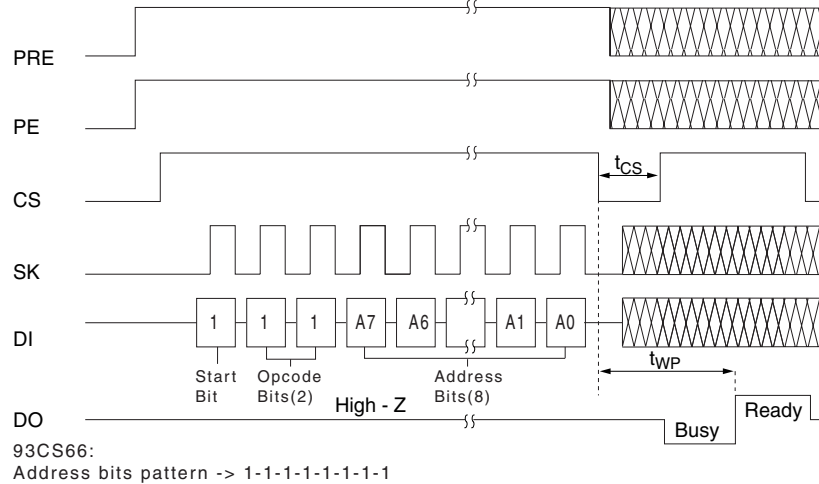 PRE
PE
CS
tCS
SK
DI
1 1 1 A7 A6 A1 A0
tWP
Start Bit
Opcode Bits(2)
Address Bits(8)
DO
High - Z
Busy
Ready
93CS66:
Address bits pattern -> 1-1-1-1-1-1-1-1